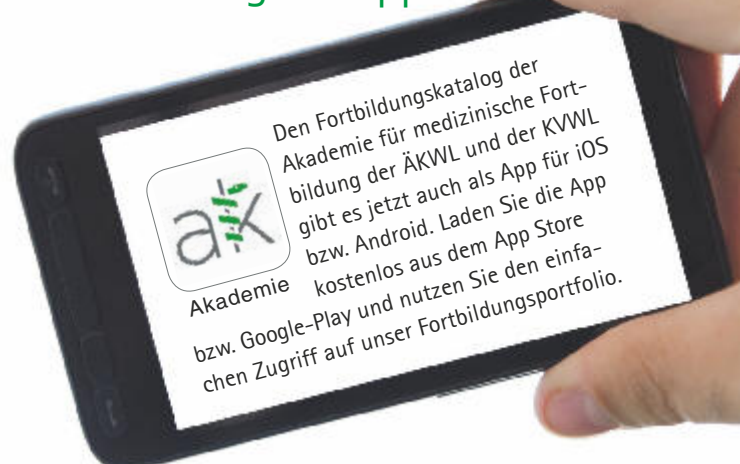 Den Fortbildungskatalog der
Akademie für medizinische Fort-
bildung der ÄKWL und der KVWL
gibt es jetzt auch als App für iOS
bzw. Android. Laden Sie die App
kostenlos aus dem App Store
bzw. Google-Play und nutzen Sie den einfa-
chen Zugriff auf unser Fortbildungsportfolio.
ak
Akademie